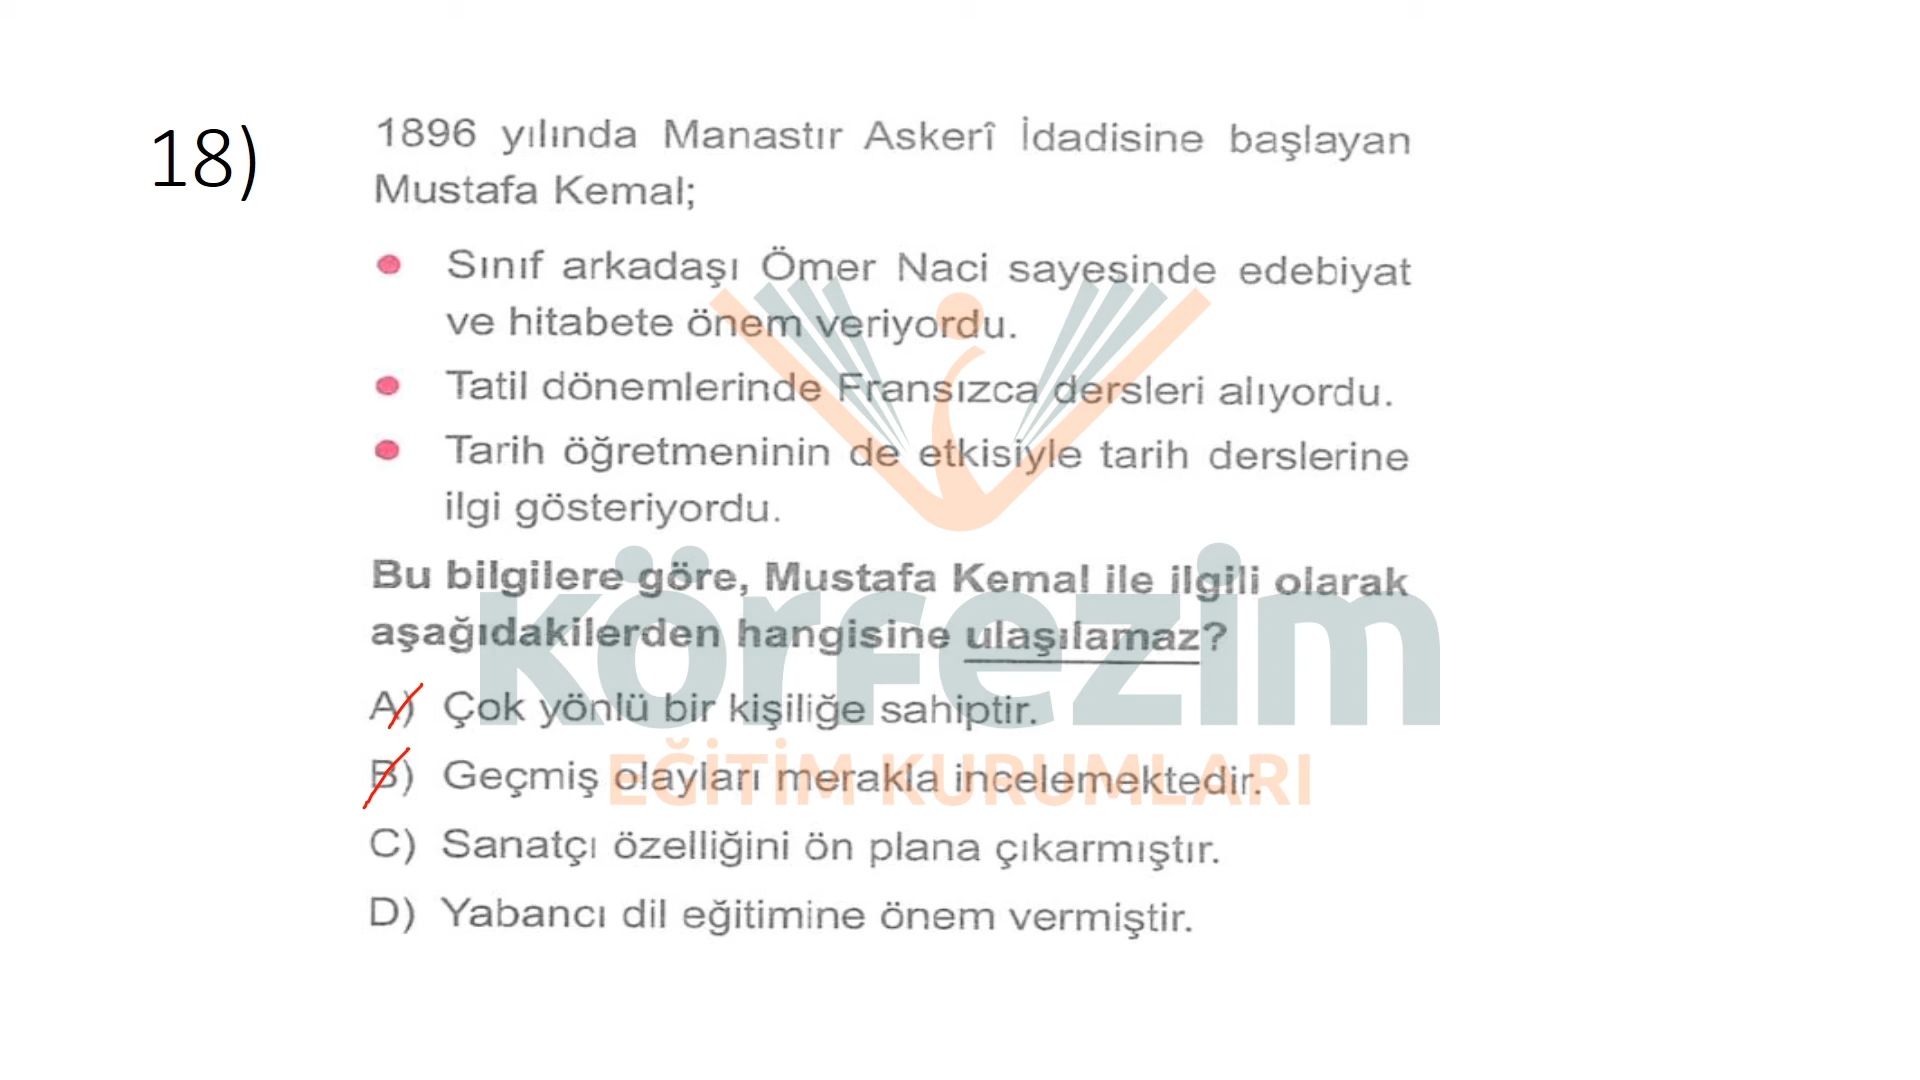 18)
1896 yılında Manastır Askerî İdadisine başlayan
Mustafa Kemal;
• Sınıf arkadaşı Ömer Naci sayesinde edebiyat
ve hitabete önem veriyordu.
• Tatil dönemlerinde Fransızca dersleri alıyordu.
• Tarih öğretmeninin de etkisiyle tarih derslerine
ilgi gösteriyordu.
Bu bilgilere göre, Mustafa Kemal ile ilgili olarak
aşağıdakilerden hangisine ulaşılamaz?
A) Çok yönlü bir kişiliğe sahiptir.
B) Geçmiş olayları merakla incelemektedir.
C) Sanatçı özelliğini ön plana çıkarmıştır.
D) Yabancı dil eğitimine önem vermiştir.
körfezim
EĞİTİM KURUMLARI